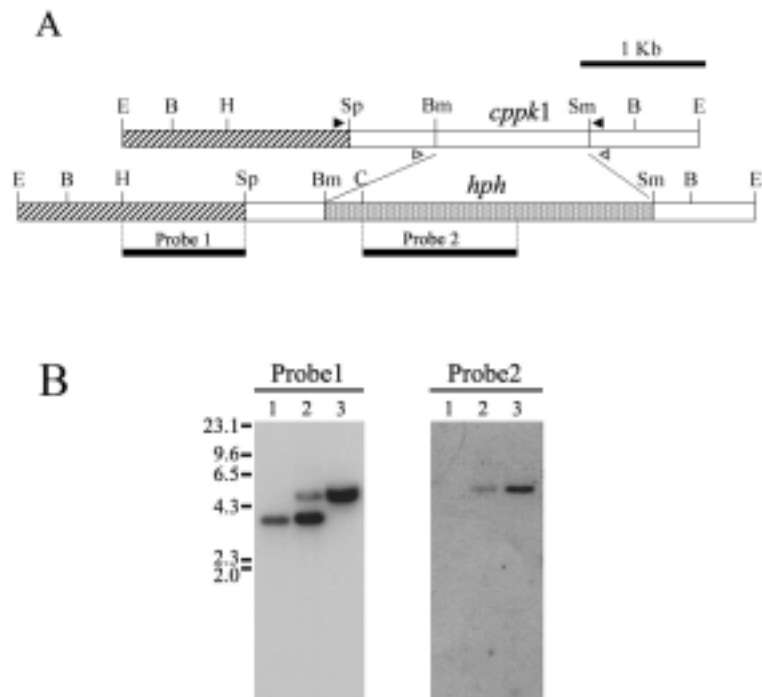 A
1 Kb
E B H Sp Bm cppk1 Sm B E
E B H Sp Bm C hph Sm B E
Probe 1 Probe 2
B
Probe1 Probe2
1 2 3 1 2 3
23.1
9.6
6.5
4.3
2.3
2.0